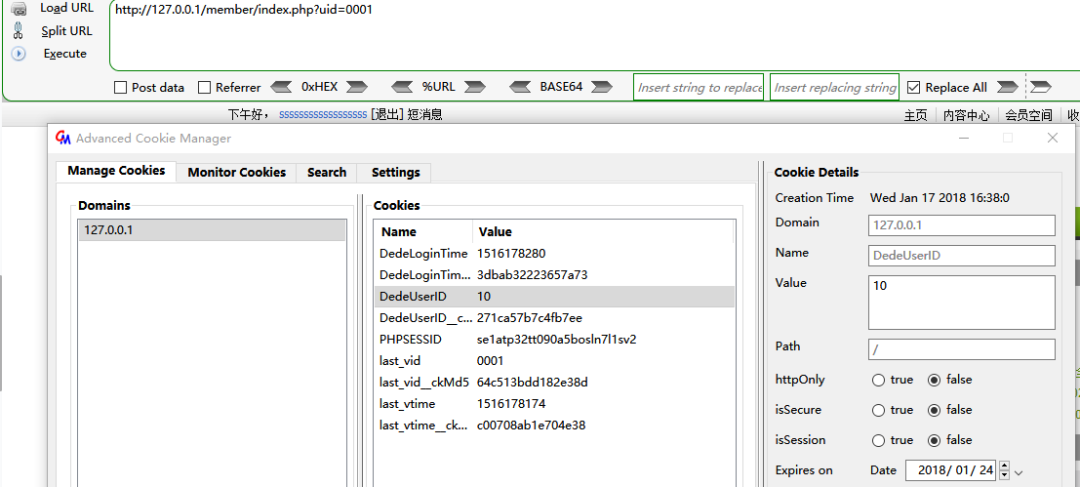 Load URL
http://127.0.0.1/member/index.php?uid=0001
Split URL
Execute
Post data Referrer 0xHEX %URL BASE64 Insert string to replace Insert replacing string Replace All
下午好， ssssssssssssssssss [退出] 短消息 主页 内容中心 会员空间 收
Advanced Cookie Manager
Manage Cookies Monitor Cookies Search Settings
Domains
127.0.0.1
Cookies
Name Value
DedeLoginTime 1516178280
DedeLoginTim... 3dbab32223657a73
DedeUserID 10
DedeUserID__c... 271ca57b7c4fb7ee
PHPSESSID se1atp32tt090a5bosln7l1sv2
last_vid 0001
last_vid__ckMd5 64c513bdd182e38d
last_vtime 1516178174
last_vtime__ck... c00708ab1e704e38
Cookie Details
Creation Time Wed Jan 17 2018 16:38:0
Domain 127.0.0.1
Name DedeUserID
Value 10
Path /
httpOnly true false
isSecure true false
isSession true false
Expires on Date 2018/ 01/ 24